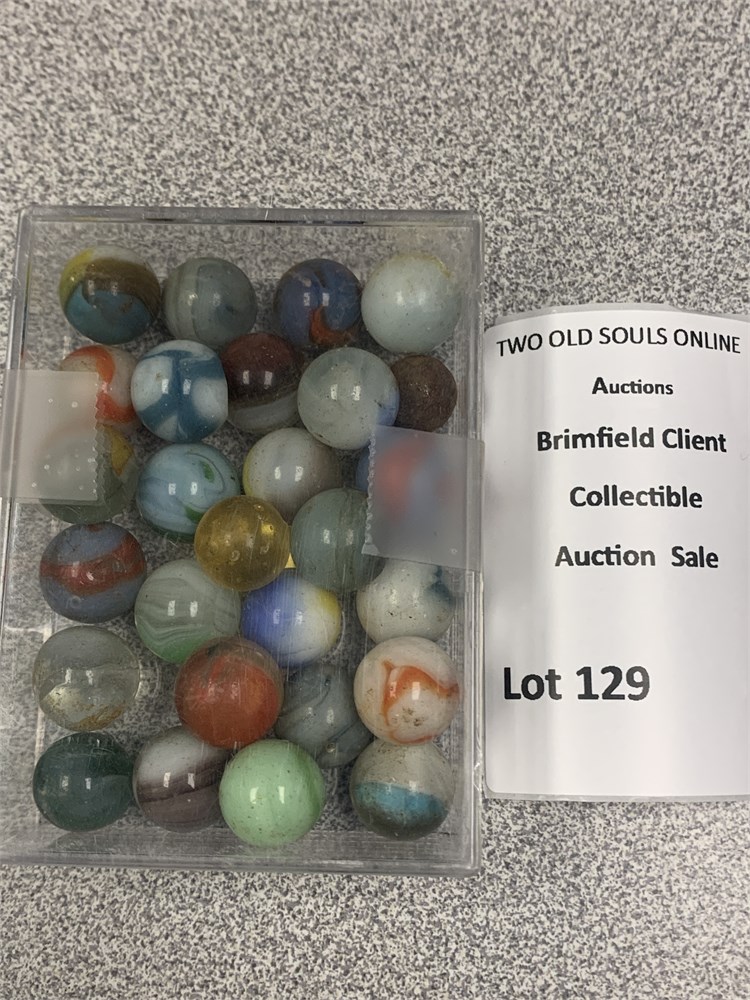 TWO OLD SOULS ONLINE
Auctions
Brimfield Client
Collectible
Auction Sale
Lot 129